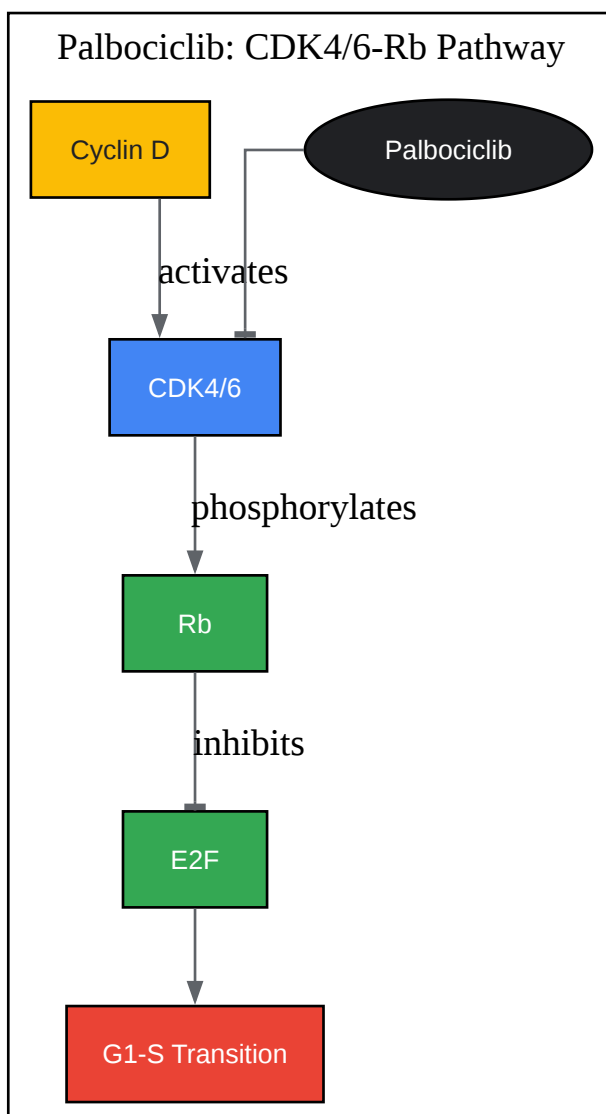 Palbociclib: CDK4/6-Rb Pathway
Cyclin D
Palbociclib
activates
CDK4/6
phosphorylates
Rb
inhibits
E2F
G1-S Transition